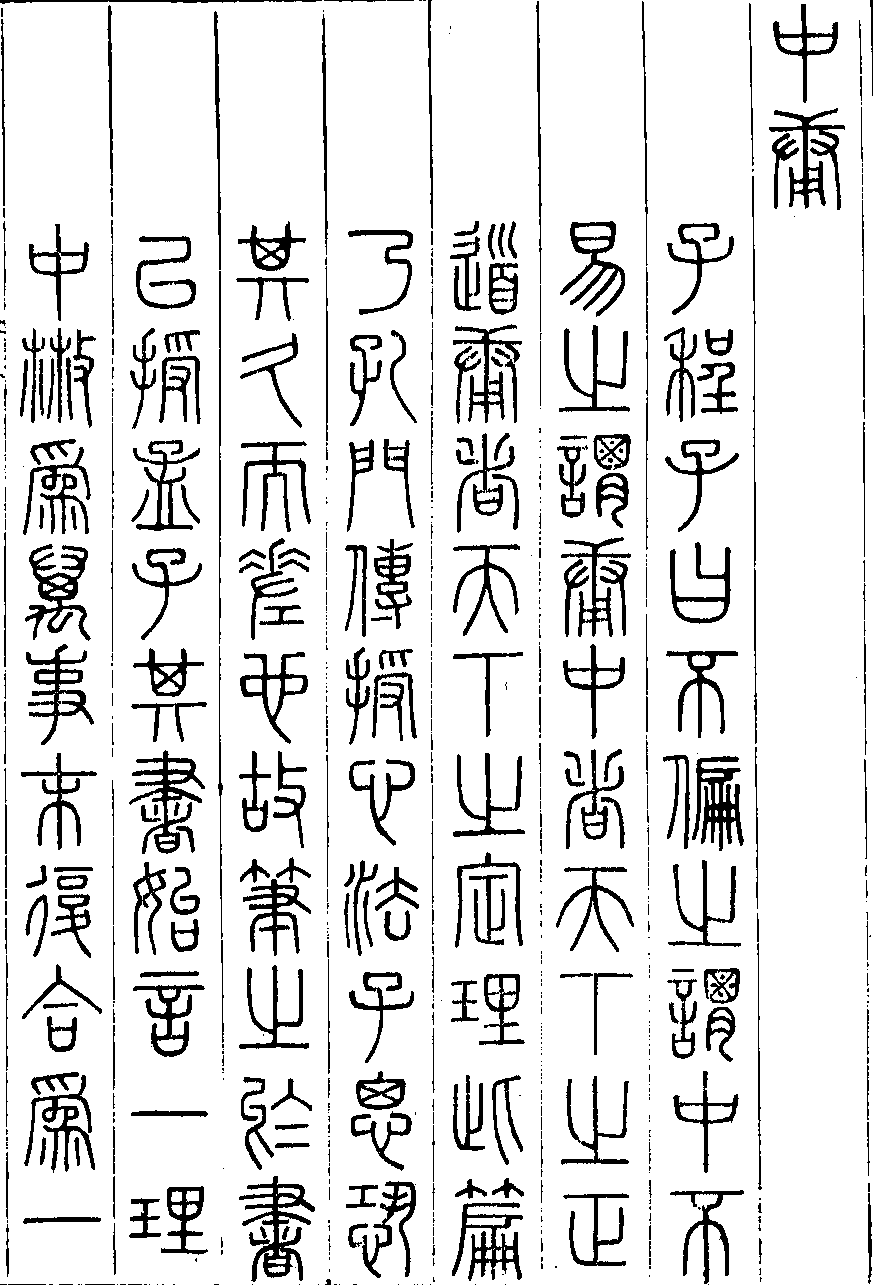 中庸
子程子曰不偏之謂中不
易之謂庸中者天下之正
道庸者天下之定理此篇
乃孔門傳授心法子思恐
其久而差也故筆之於書
以授孟子其書始言一理
中散為萬事末復合為一